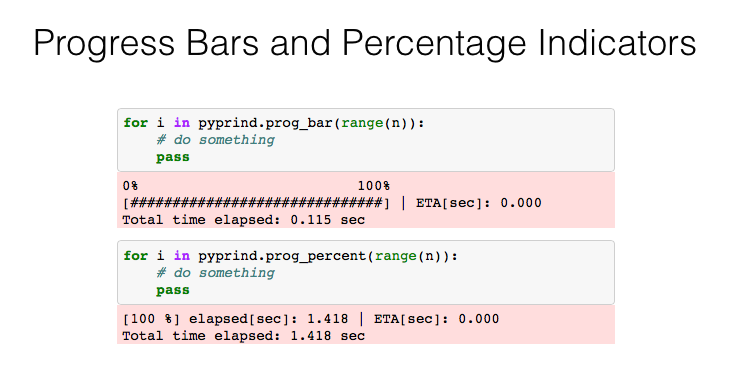 Progress Bars and Percentage Indicators
for i in pyprind.prog_bar(range(n)):
    # do something
    pass
0%                          100%
[##############################] | ETA[sec]: 0.000
Total time elapsed: 0.115 sec
for i in pyprind.prog_percent(range(n)):
    # do something
    pass
[100 %] elapsed[sec]: 1.418 | ETA[sec]: 0.000
Total time elapsed: 1.418 sec